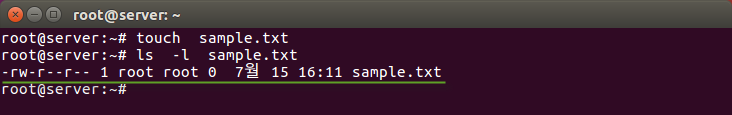 root@server: ~
root@server:~# touch  sample.txt
root@server:~# ls  -l  sample.txt
-rw-r--r-- 1 root root 0  7월 15 16:11 sample.txt
root@server:~#